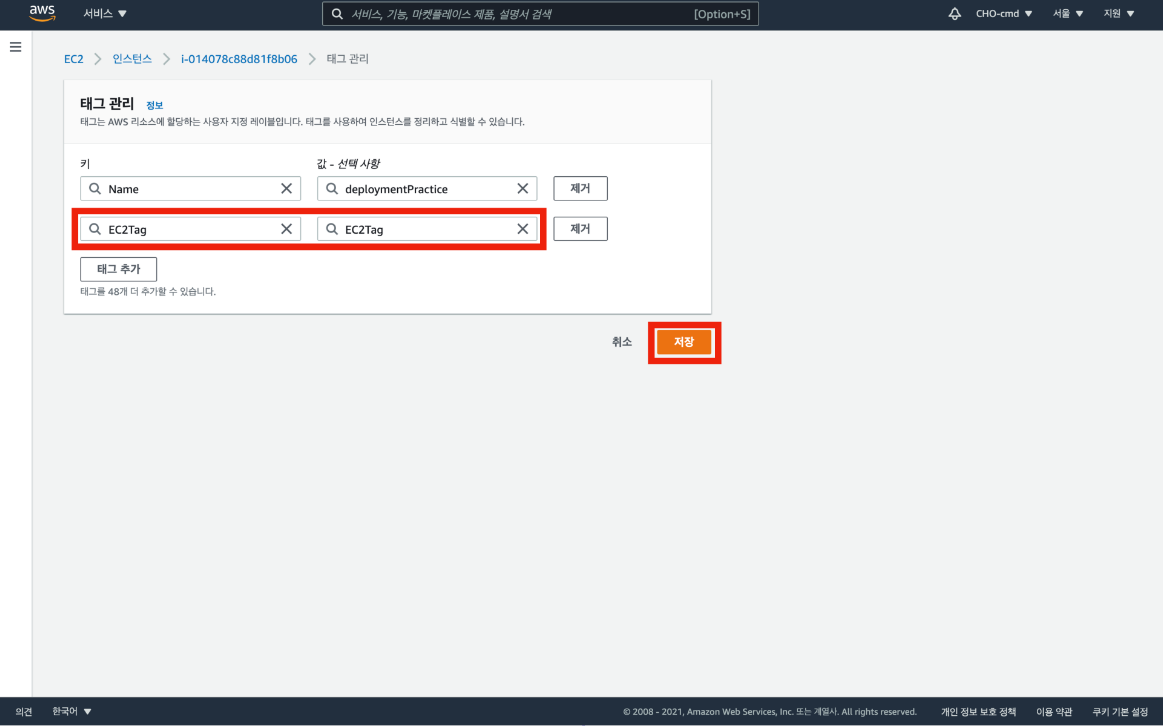 aws 서비스 ▼ 서비스, 기능, 마켓플레이스 제품, 설명서 검색 [Option+S] CHO-cmd ▼ 서울 ▼ 지원 ▼
EC2 > 인스턴스 > i-014078c88d81f8b06 > 태그 관리
태그 관리 정보
태그는 AWS 리소스에 할당하는 사용자 지정 레이블입니다. 태그를 사용하여 인스턴스를 정리하고 식별할 수 있습니다.
키 값 - 선택 사항
Name deploymentPractice 제거
EC2Tag EC2Tag 제거
태그 추가
태그를 48개 더 추가할 수 있습니다.
취소 저장
의견 한국어 ▼ © 2008 - 2021, Amazon Web Services, Inc. 또는 계열사. All rights reserved. 개인 정보 보호 정책 이용 약관 쿠키 기본 설정